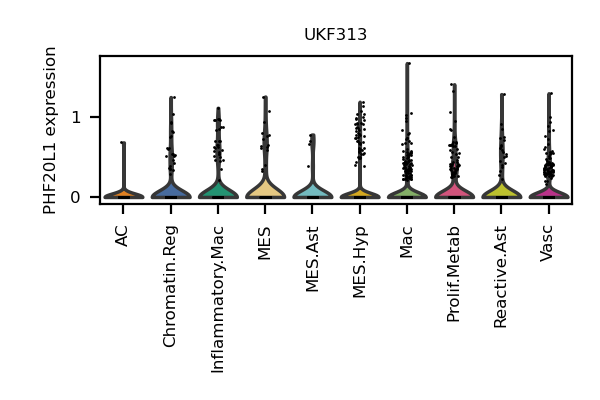 UKF313
PHF20L1 expression
1
0
AC
Chromatin.Reg
Inflammatory.Mac
MES
MES.Ast
MES.Hyp
Mac
Prolif.Metab
Reactive.Ast
Vasc